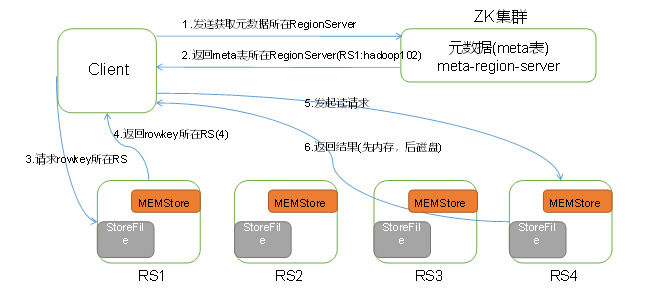 ZK集群
1.发送获取元数据所在RegionServer
元数据(meta表)
meta-region-server
2.返回meta表所在RegionServer(RS1:hadoop102)
Client
5.发起读请求
4.返回rowkey所在RS(4)
6.返回结果(先内存，后磁盘)
3.请求rowkey所在RS
MEMStore
StoreFil
e
RS1
MEMStore
StoreFil
e
RS2
MEMStore
StoreFil
e
RS3
MEMStore
StoreFil
e
RS4